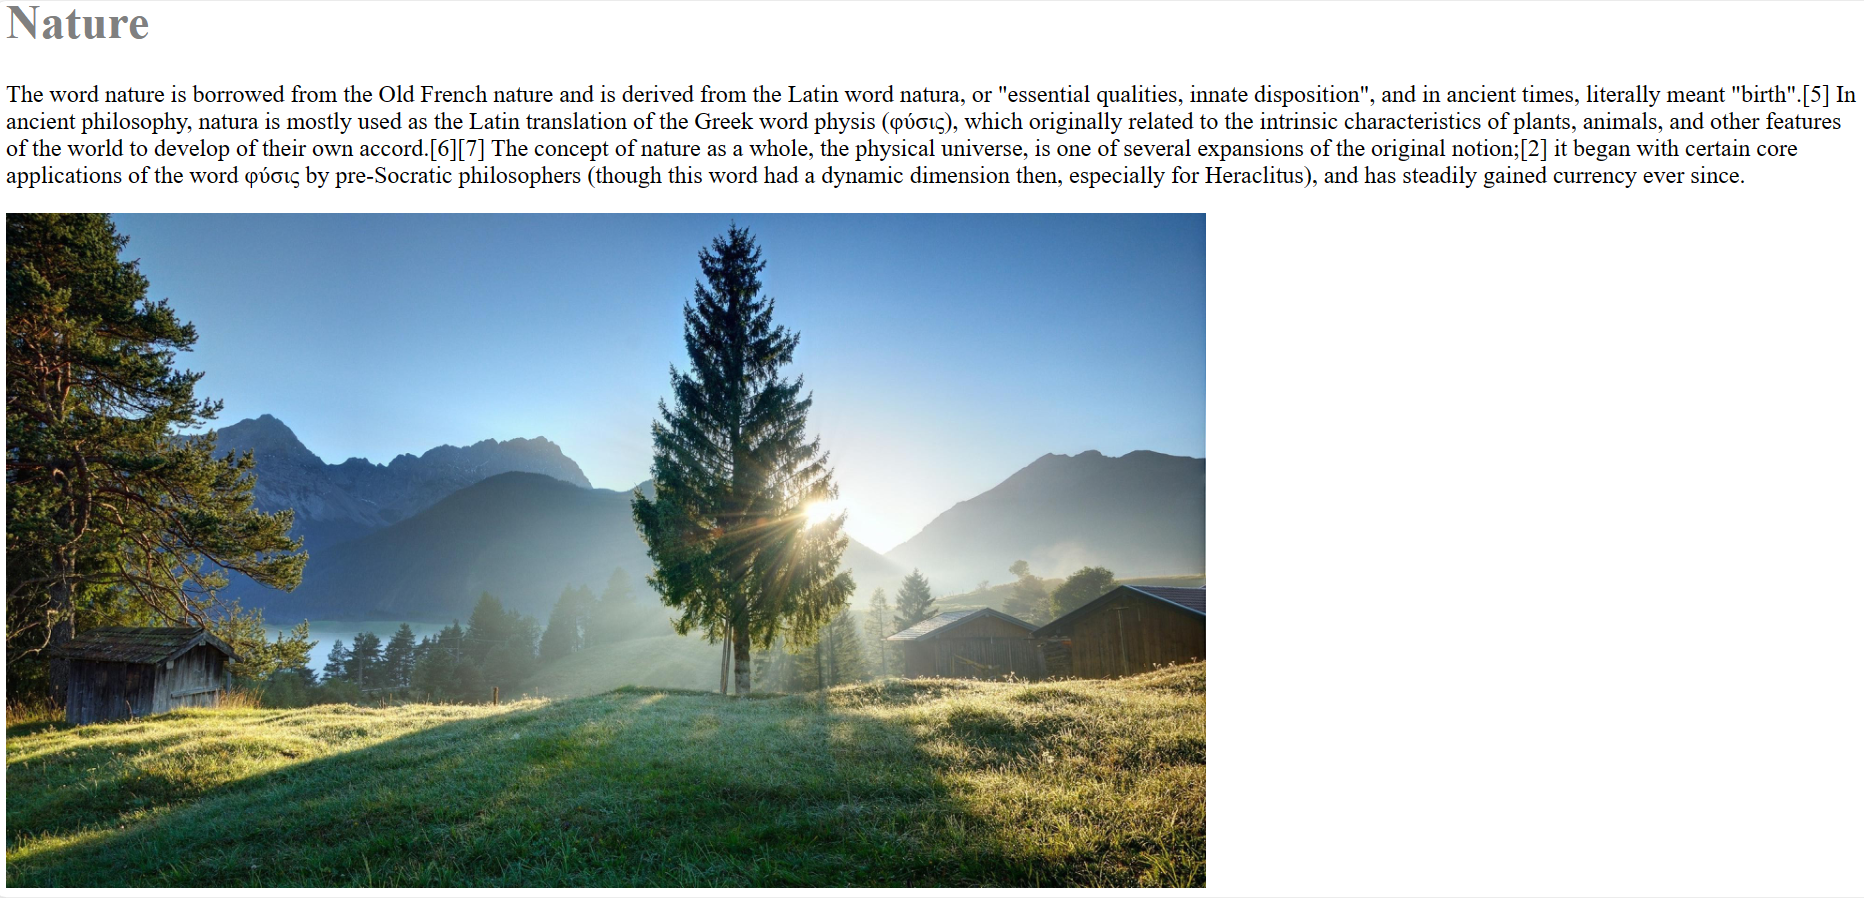 Nature
The word nature is borrowed from the Old French nature and is derived from the Latin word natura, or "essential qualities, innate disposition", and in ancient times, literally meant "birth".[5] In
ancient philosophy, natura is mostly used as the Latin translation of the Greek word physis (φύσις), which originally related to the intrinsic characteristics of plants, animals, and other features
of the world to develop of their own accord.[6][7] The concept of nature as a whole, the physical universe, is one of several expansions of the original notion;[2] it began with certain core
applications of the word φύσις by pre-Socratic philosophers (though this word had a dynamic dimension then, especially for Heraclitus), and has steadily gained currency ever since.